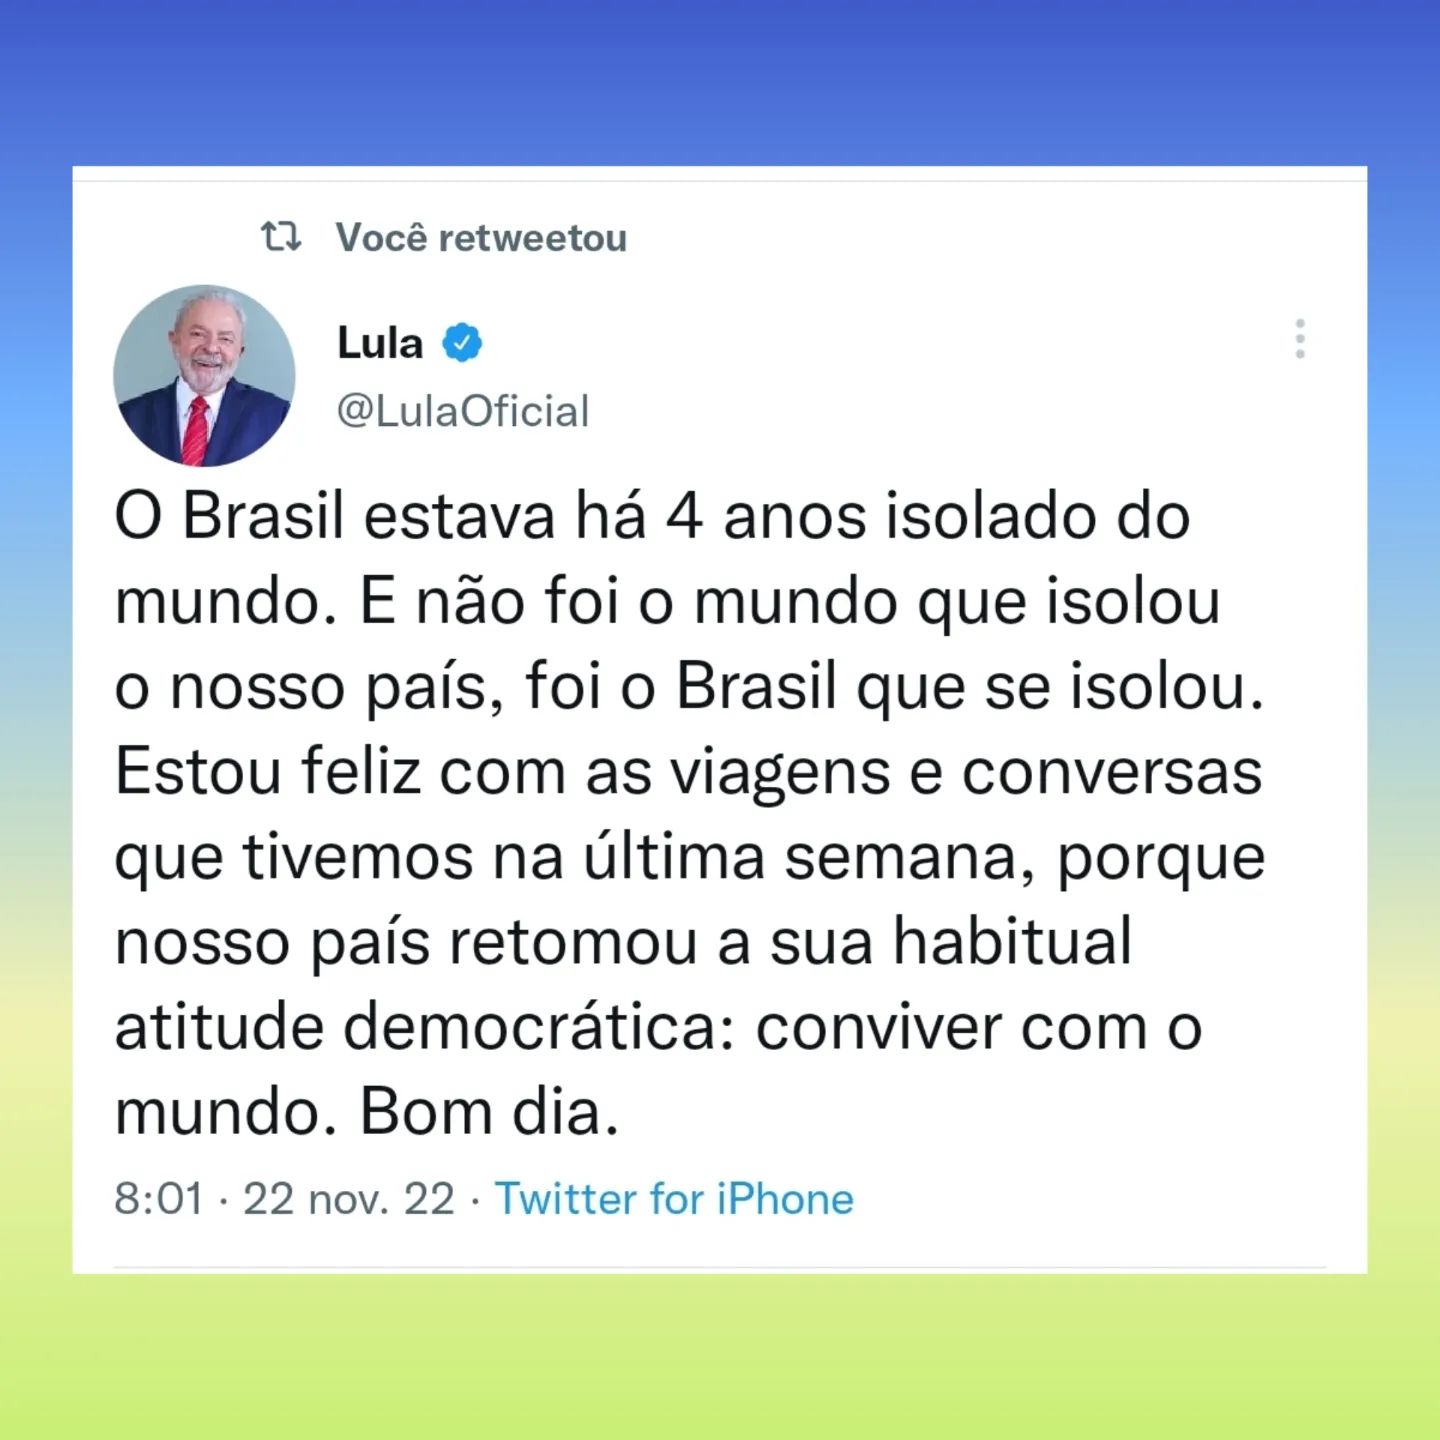 Você retweetou
Lula
@LulaOficial
O Brasil estava há 4 anos isolado do
mundo. E não foi o mundo que isolou
o nosso país, foi o Brasil que se isolou.
Estou feliz com as viagens e conversas
que tivemos na última semana, porque
nosso país retomou a sua habitual
atitude democrática: conviver com o
mundo. Bom dia.
8:01 · 22 nov. 22 · Twitter for iPhone